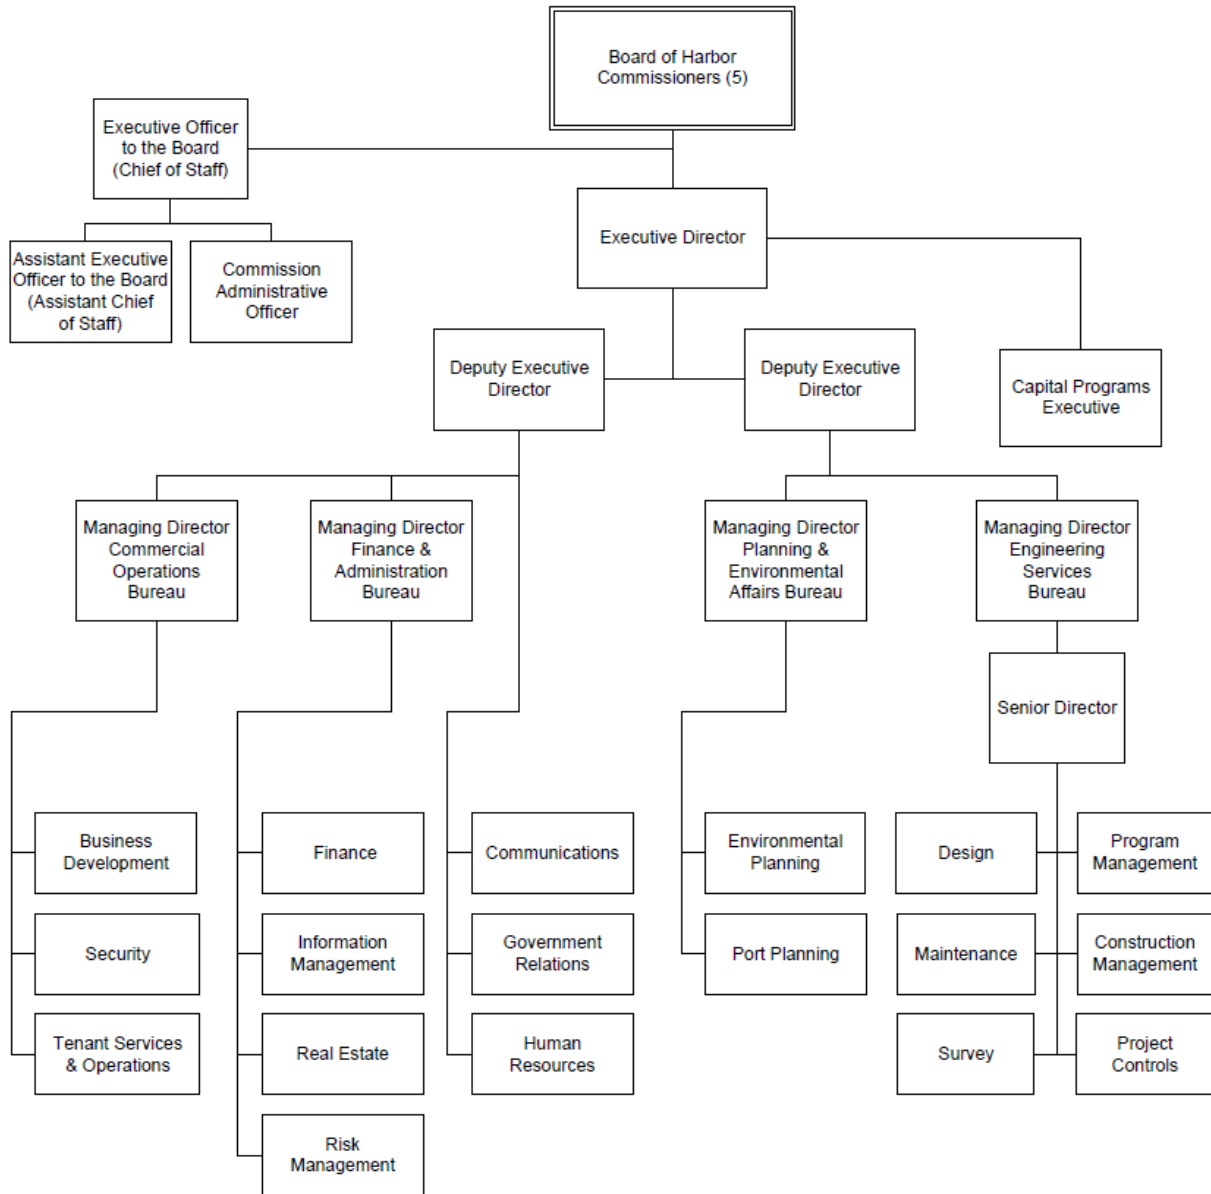 Board of Harbor
Commissioners (5)
Executive Officer
to the Board
(Chief of Staff)
Executive Director
Assistant Executive
Officer to the Board
(Assistant Chief
of Staff)
Commission
Administrative
Officer
Deputy Executive
Director
Deputy Executive
Director
Capital Programs
Executive
Managing Director
Commercial
Operations
Bureau
Managing Director
Finance &
Administration
Bureau
Managing Director
Planning &
Environmental
Affairs Bureau
Managing Director
Engineering
Services
Bureau
Senior Director
Business
Development
Finance
Communications
Environmental
Planning
Design
Program
Management
Security
Information
Management
Government
Relations
Port Planning
Maintenance
Construction
Management
Tenant Services
& Operations
Real Estate
Human
Resources
Survey
Project
Controls
Risk
Management